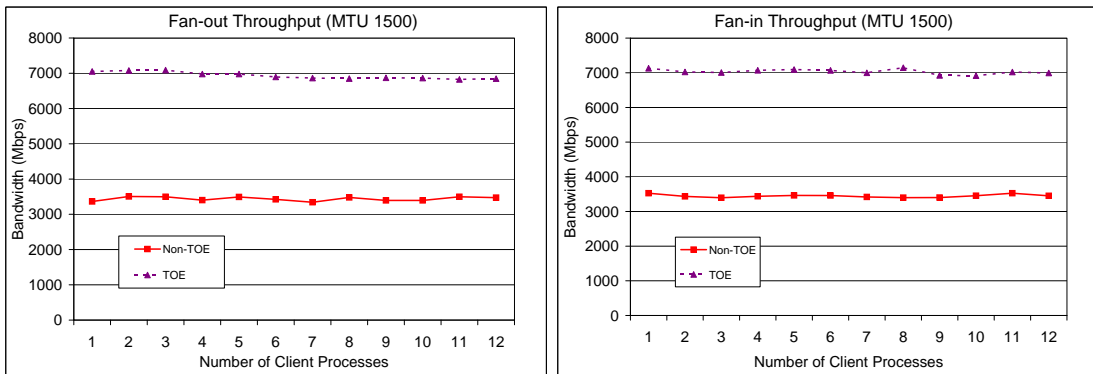 Fan-out Throughput (MTU 1500)
8000
7000
6000
5000
4000
3000
2000
1000
0
Bandwidth (Mbps)
Non-TOE
TOE
1 2 3 4 5 6 7 8 9 10 11 12
Number of Client Processes
Fan-in Throughput (MTU 1500)
8000
7000
6000
5000
4000
3000
2000
1000
0
Bandwidth (Mbps)
Non-TOE
TOE
1 2 3 4 5 6 7 8 9 10 11 12
Number of Client Processes